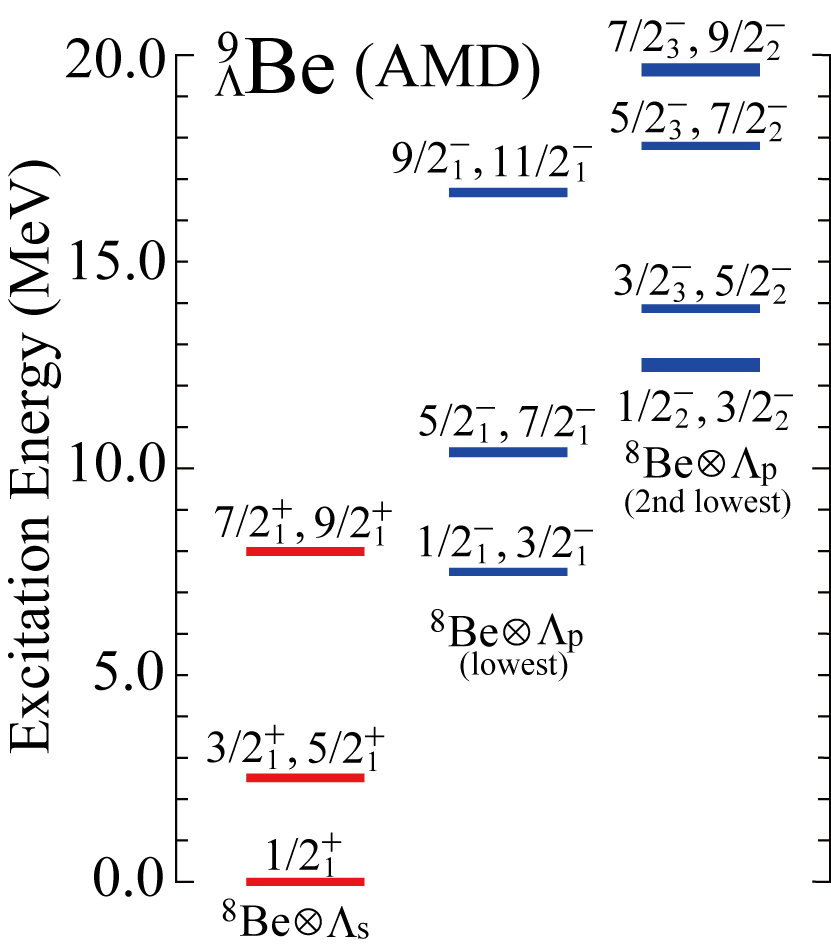 ⁹ΛBe (AMD)
Excitation Energy (MeV)
20.0
15.0
10.0
5.0
0.0
7/2₃⁻, 9/2₂⁻
5/2₃⁻, 7/2₂⁻
3/2₃⁻, 5/2₂⁻
1/2₂⁻, 3/2₂⁻
⁸Be⊗Λp
(2nd lowest)
9/2₁⁻, 11/2₁⁻
5/2₁⁻, 7/2₁⁻
1/2₁⁻, 3/2₁⁻
⁸Be⊗Λp
(lowest)
7/2₁⁺, 9/2₁⁺
3/2₁⁺, 5/2₁⁺
1/2₁⁺
⁸Be⊗Λs